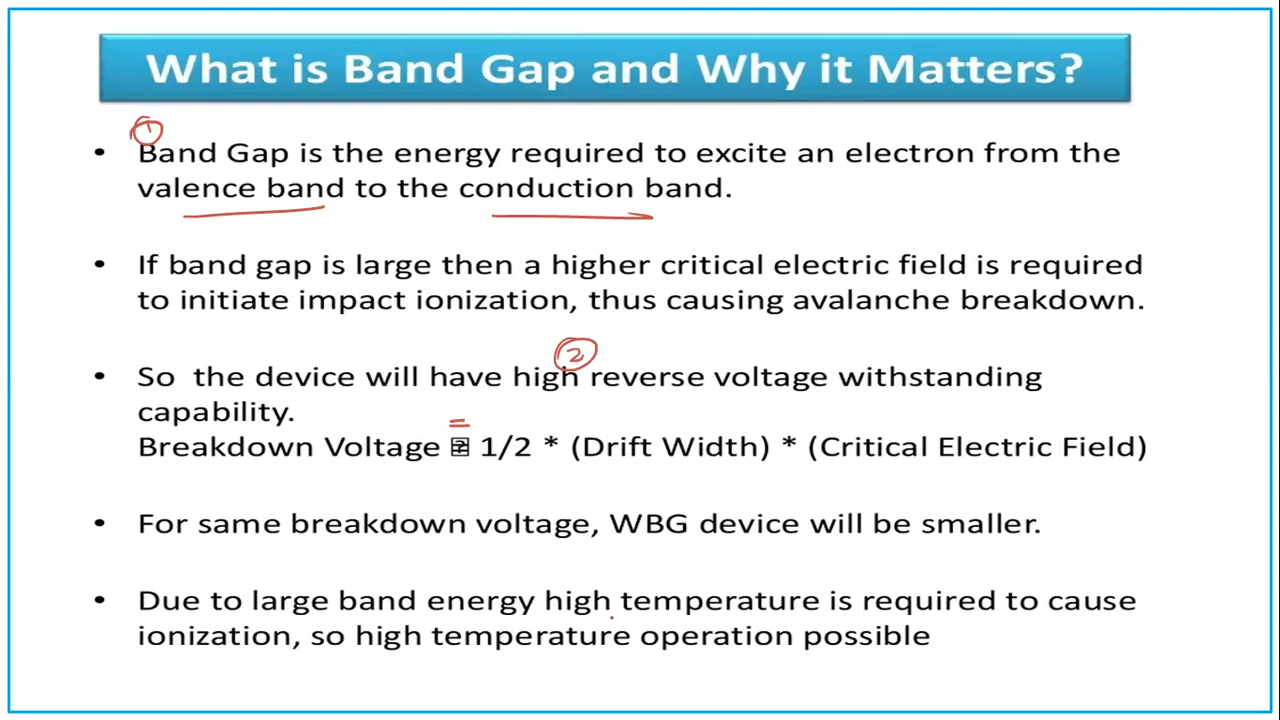 What is Band Gap and Why it Matters?
1
• Band Gap is the energy required to excite an electron from the
valence band to the conduction band.
• If band gap is large then a higher critical electric field is required
to initiate impact ionization, thus causing avalanche breakdown.
2
• So the device will have high reverse voltage withstanding
capability.
=
Breakdown Voltage ⍰ 1/2 * (Drift Width) * (Critical Electric Field)
• For same breakdown voltage, WBG device will be smaller.
• Due to large band energy high temperature is required to cause
ionization, so high temperature operation possible